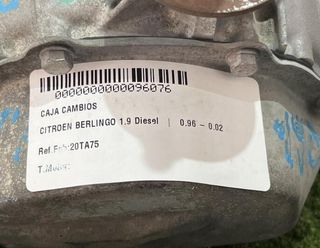 0000000000096076
CAJA CAMBIOS
CITROEN BERLINGO 1.9 Diesel | 0.96 - 0.02
Ref.Fab:20TA75
T.Motor: